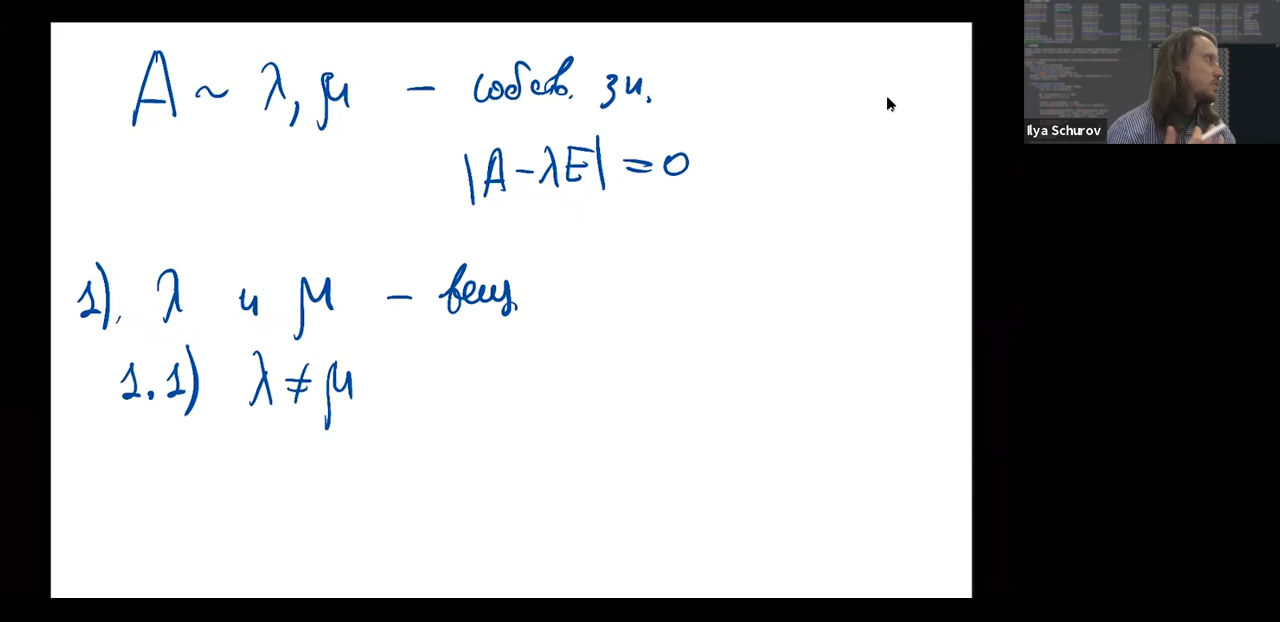 A ~ λ, μ – собств. зн.
|A - λE| = 0
1). λ и μ – вещ.
1.1) λ ≠ μ
Ilya Schurov